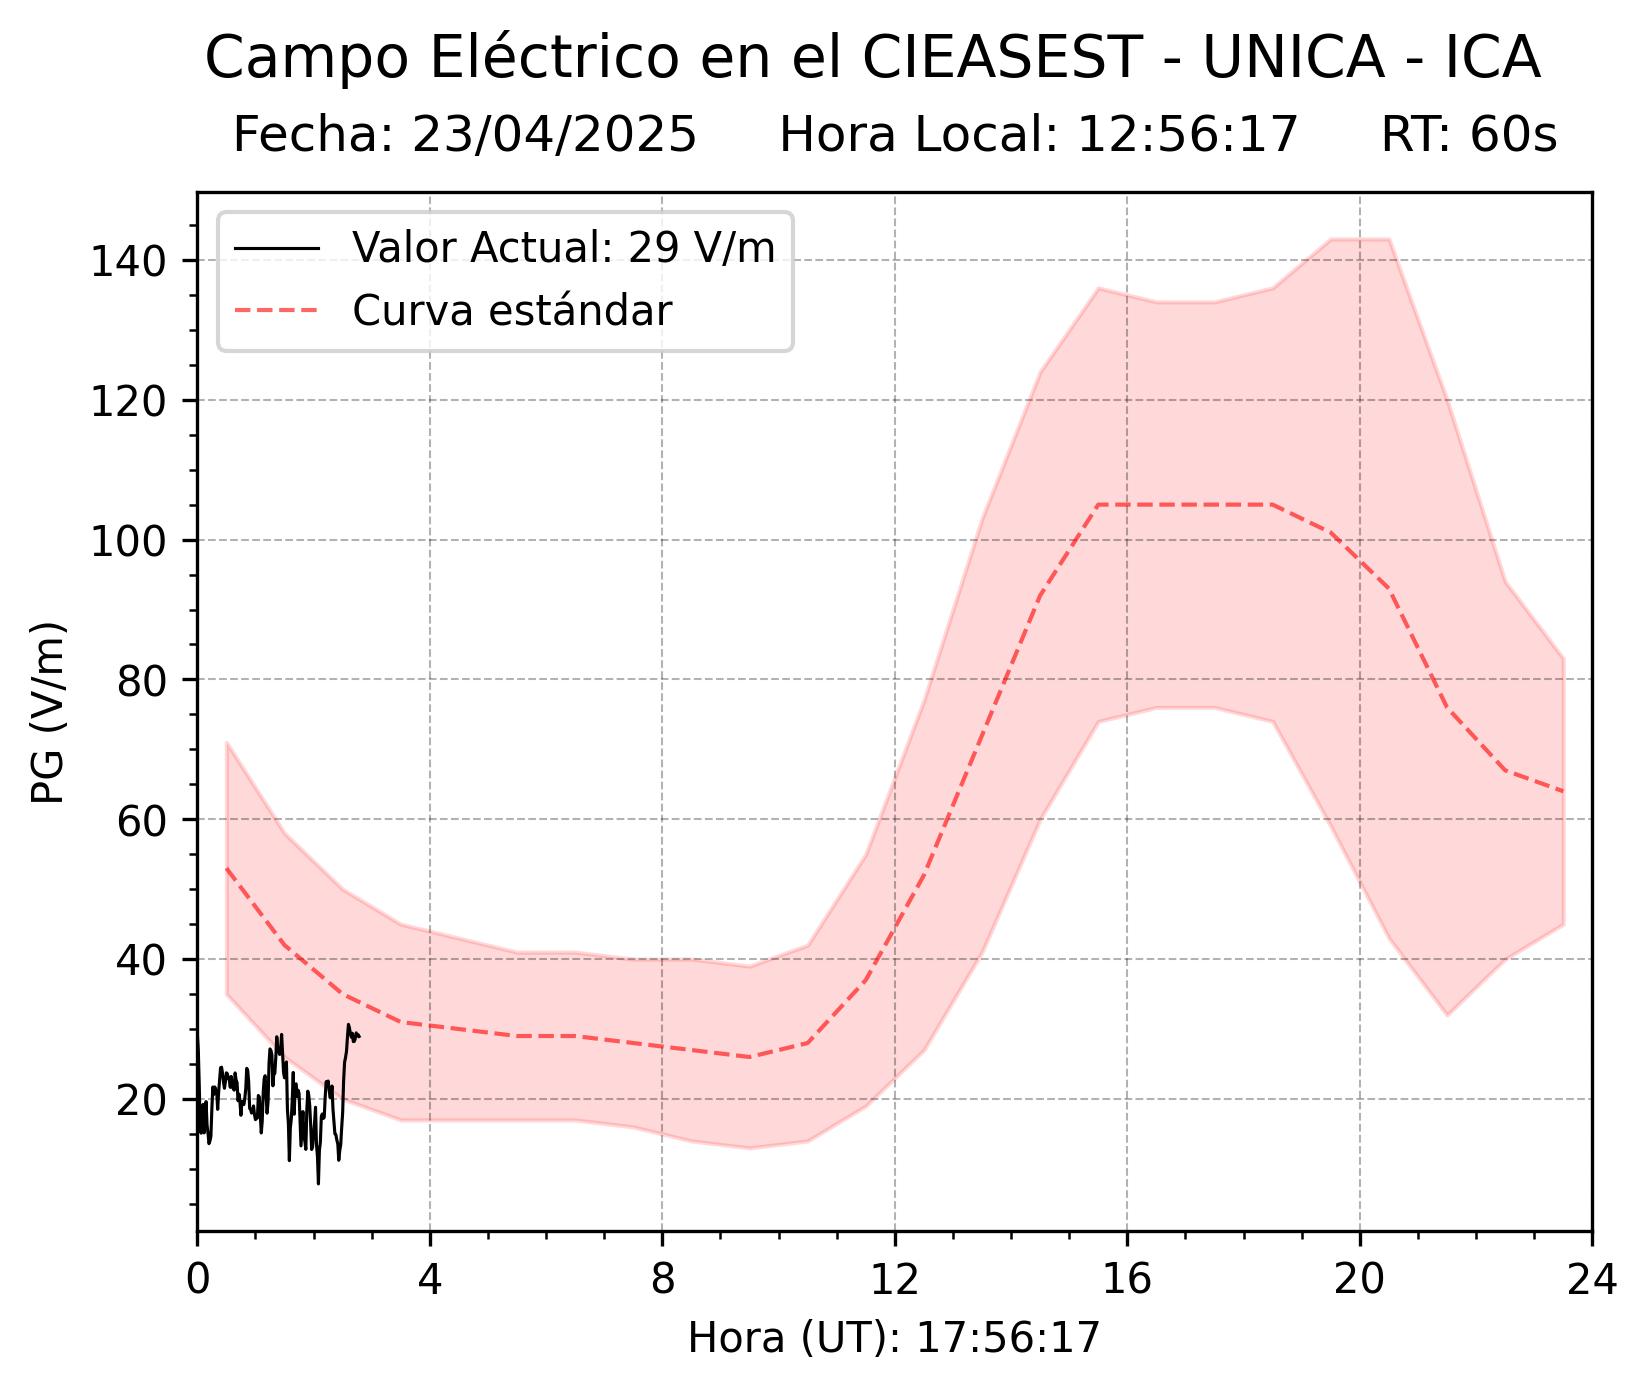 Campo Eléctrico en el CIEASEST - UNICA - ICA
Fecha: 23/04/2025 Hora Local: 12:56:17 RT: 60s
Valor Actual: 29 V/m
Curva estándar
140
120
100
80
60
40
20
PG (V/m)
0 4 8 12 16 20 24
Hora (UT): 17:56:17